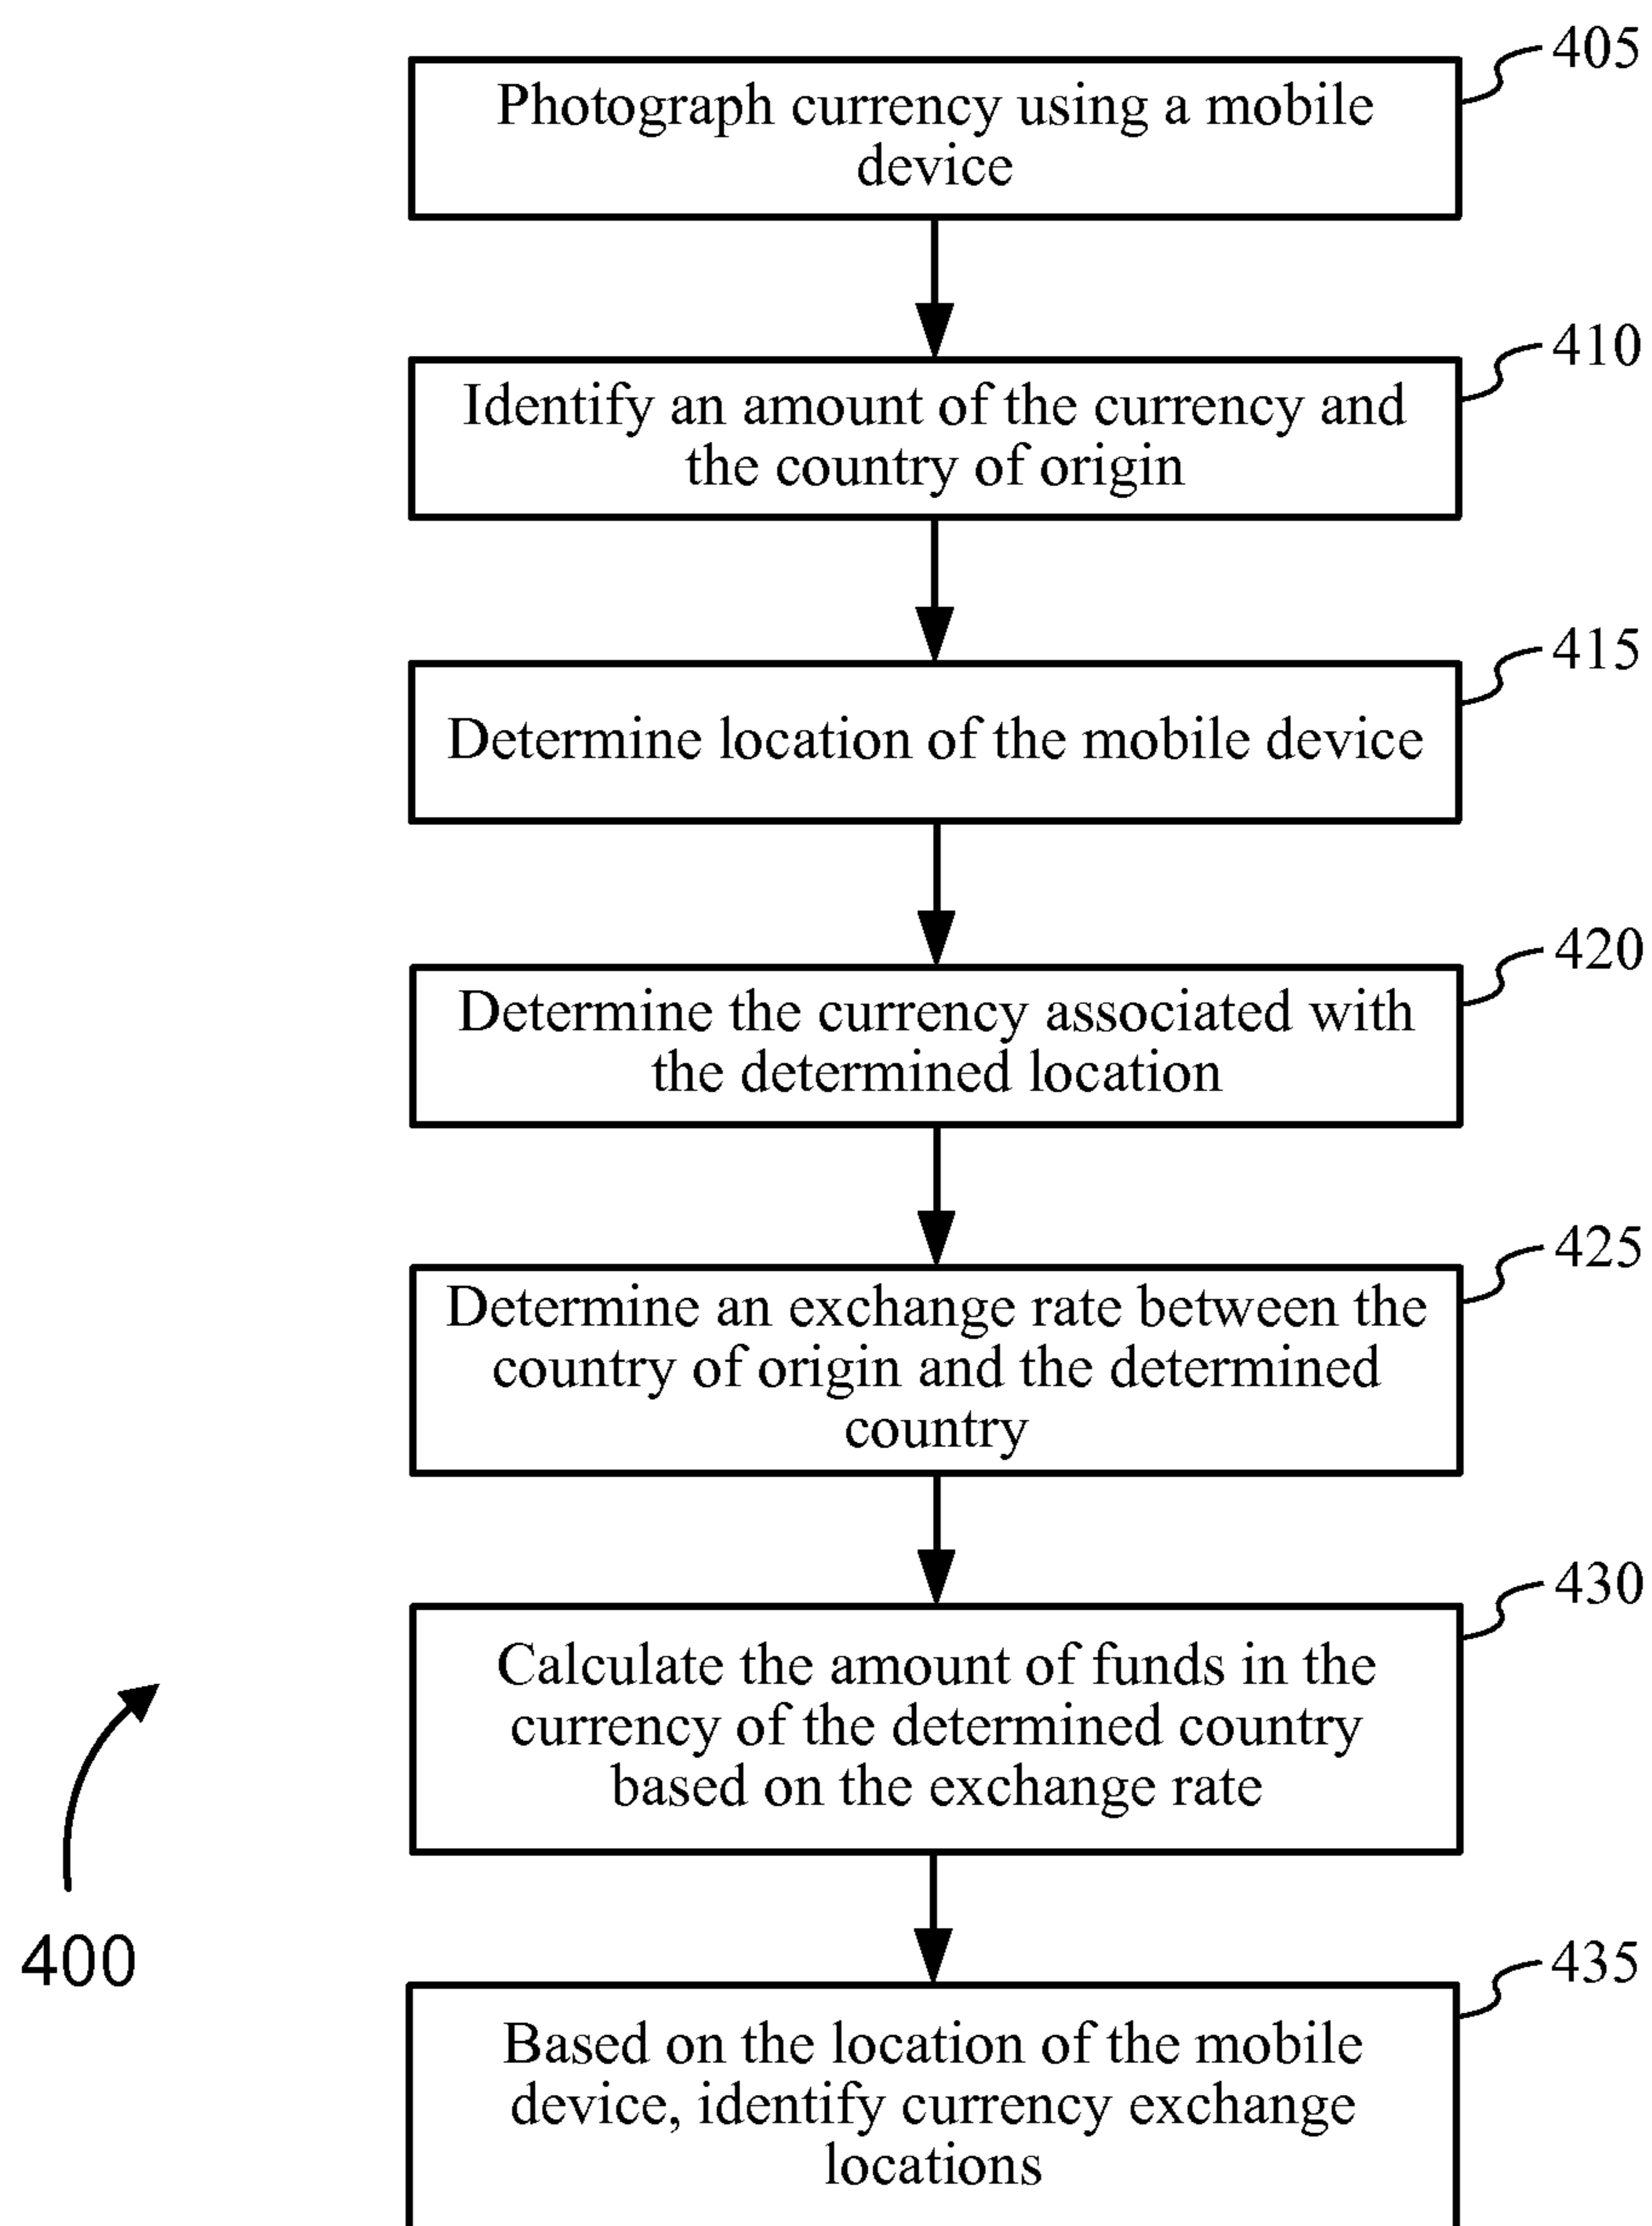 405
Photograph currency using a mobile
device
410
Identify an amount of the currency and
the country of origin
415
Determine location of the mobile device
420
Determine the currency associated with
the determined location
425
Determine an exchange rate between the
country of origin and the determined
country
430
Calculate the amount of funds in the
currency of the determined country
based on the exchange rate
400
435
Based on the location of the mobile
device, identify currency exchange
locations